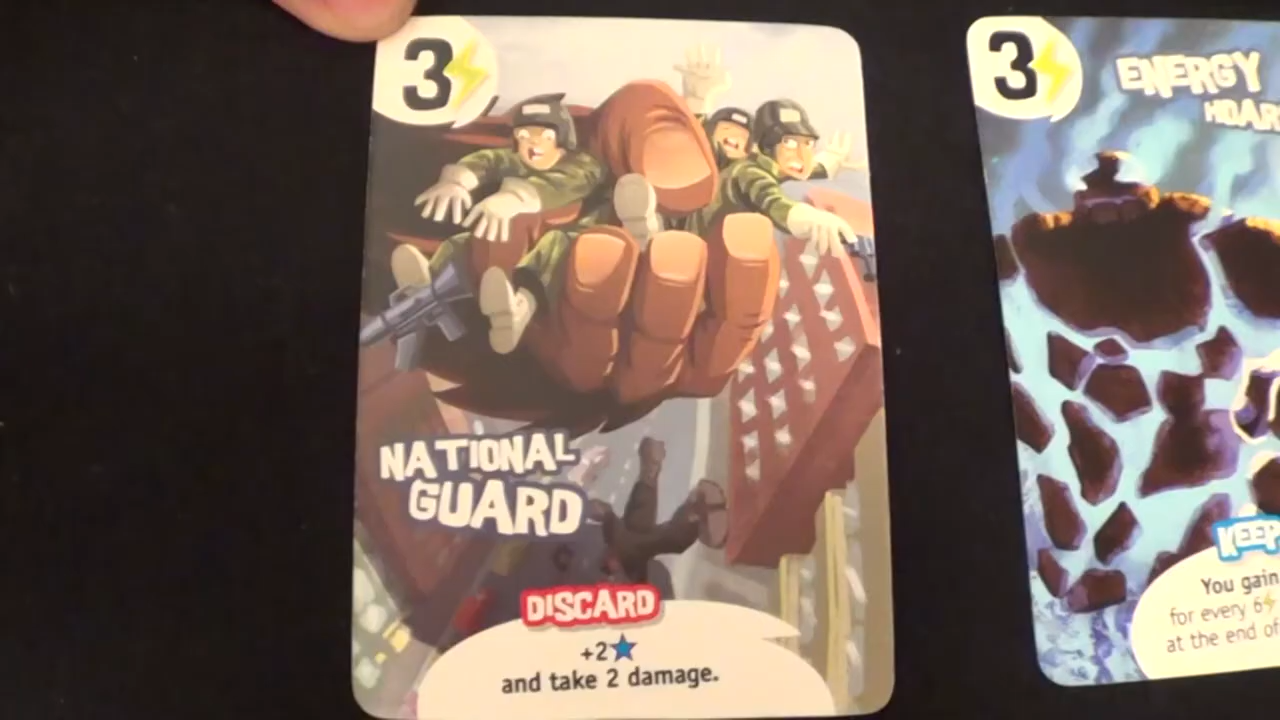 3
NATIONAL
GUARD
DISCARD
+2
and take 2 damage.
3
ENERGY
KEEP
You gain
for every 6
at the end of